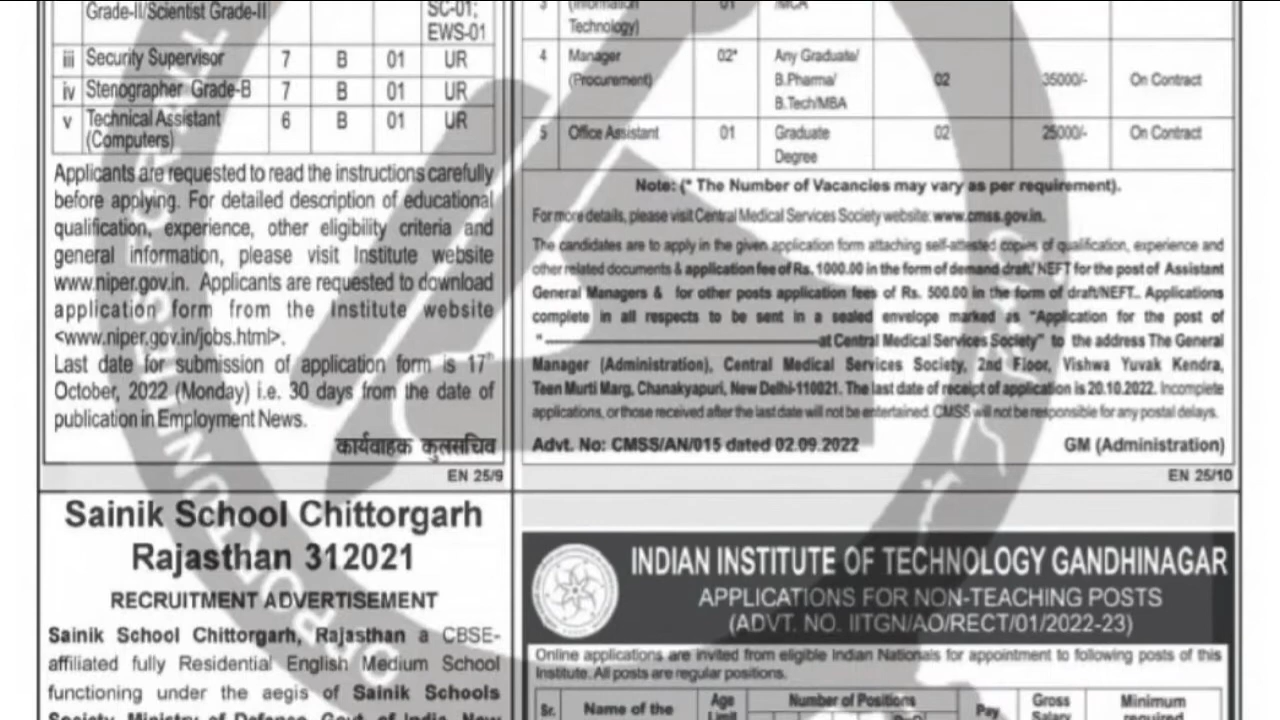 Grade-II/Scientist Grade-II
SC-01;
EWS-01
iii Security Supervisor 7 B 01 UR
iv Stenographer Grade-B 7 B 01 UR
v Technical Assistant 6 B 01 UR
(Computers)
Applicants are requested to read the instructions carefully
before applying. For detailed description of educational
qualification, experience, other eligibility criteria and
general information, please visit Institute website
www.niper.gov.in. Applicants are requested to download
application form from the Institute website
<www.niper.gov.in/jobs.html>.
Last date for submission of application form is 17th
October, 2022 (Monday) i.e. 30 days from the date of
publication in Employment News.
कार्यवाहक कुलसचिव
EN 25/9
3 (Information 01 /MCA
Technology)
4 Manager 02* Any Graduate/
(Procurement) B.Pharma/ 02 35000/- On Contract
B.Tech/MBA
5 Office Assistant 01 Graduate 02 25000/- On Contract
Degree
Note: (* The Number of Vacancies may vary as per requirement).
For more details, please visit Central Medical Services Society website: www.cmss.gov.in.
The candidates are to apply in the given application form attaching self-attested copies of qualification, experience and
other related documents & application fee of Rs. 1000.00 in the form of demand draft/ NEFT for the post of Assistant
General Managers & for other posts application fees of Rs. 500.00 in the form of draft/NEFT.. Applications
complete in all respects to be sent in a sealed envelope marked as "Application for the post of
"————————————at Central Medical Services Society" to the address The General
Manager (Administration), Central Medical Services Society, 2nd Floor, Vishwa Yuvak Kendra,
Teen Murti Marg, Chanakyapuri, New Delhi-110021. The last date of receipt of application is 20.10.2022. Incomplete
applications, or those received after the last date will not be entertained. CMSS will not be responsible for any postal delays.
Advt. No: CMSS/AN/015 dated 02.09.2022 GM (Administration)
EN 25/10
Sainik School Chittorgarh
Rajasthan 312021
RECRUITMENT ADVERTISEMENT
Sainik School Chittorgarh, Rajasthan a CBSE-
affiliated fully Residential English Medium School
functioning under the aegis of Sainik Schools
Society, Ministry of Defence, Govt. of India, New
INDIAN INSTITUTE OF TECHNOLOGY GANDHINAGAR
APPLICATIONS FOR NON-TEACHING POSTS
(ADVT. NO. IITGN/AO/RECT/01/2022-23)
Online applications are invited from eligible Indian Nationals for appointment to following posts of this
Institute. All posts are regular positions.
Sr. Name of the Age Number of Positions Pay Gross Minimum
Limit Salary required